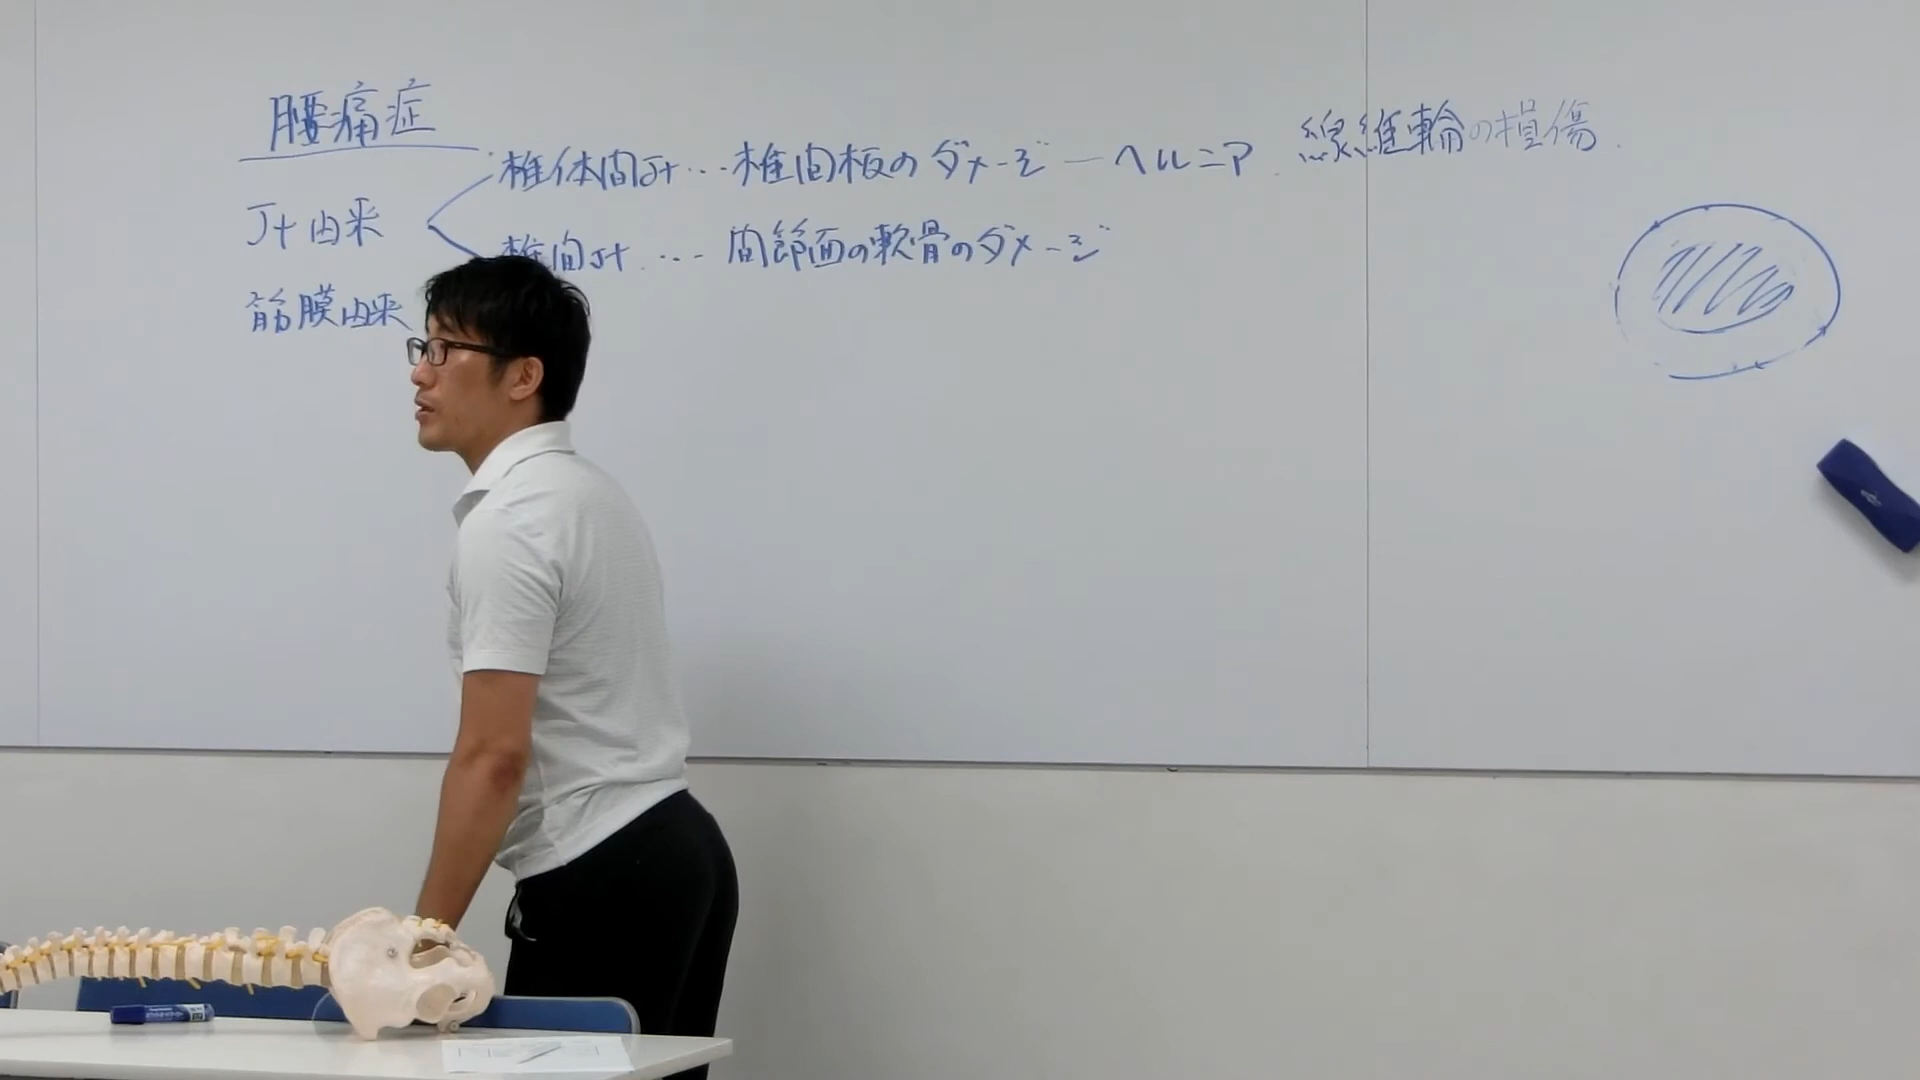 腰痛症
椎体間Jt…椎間板のダメージ―ヘルニア 線維輪の損傷.
Jt由来
椎間Jt…関節面の軟骨のダメージ
筋膜由来